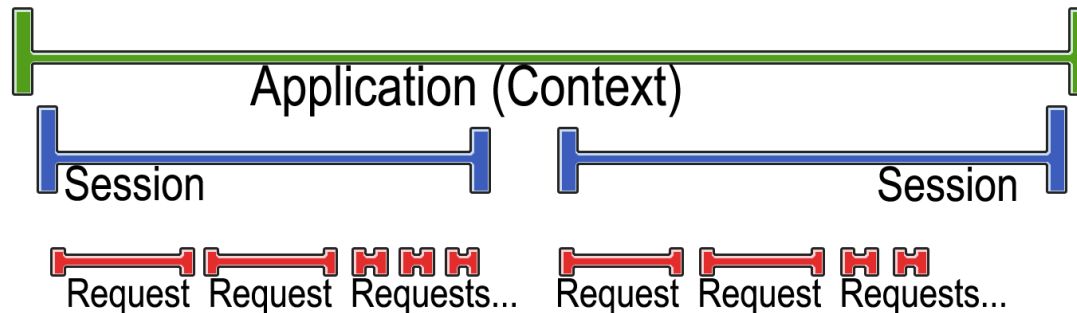 Application (Context)
Session Session
Request Request Requests... Request Request Requests...